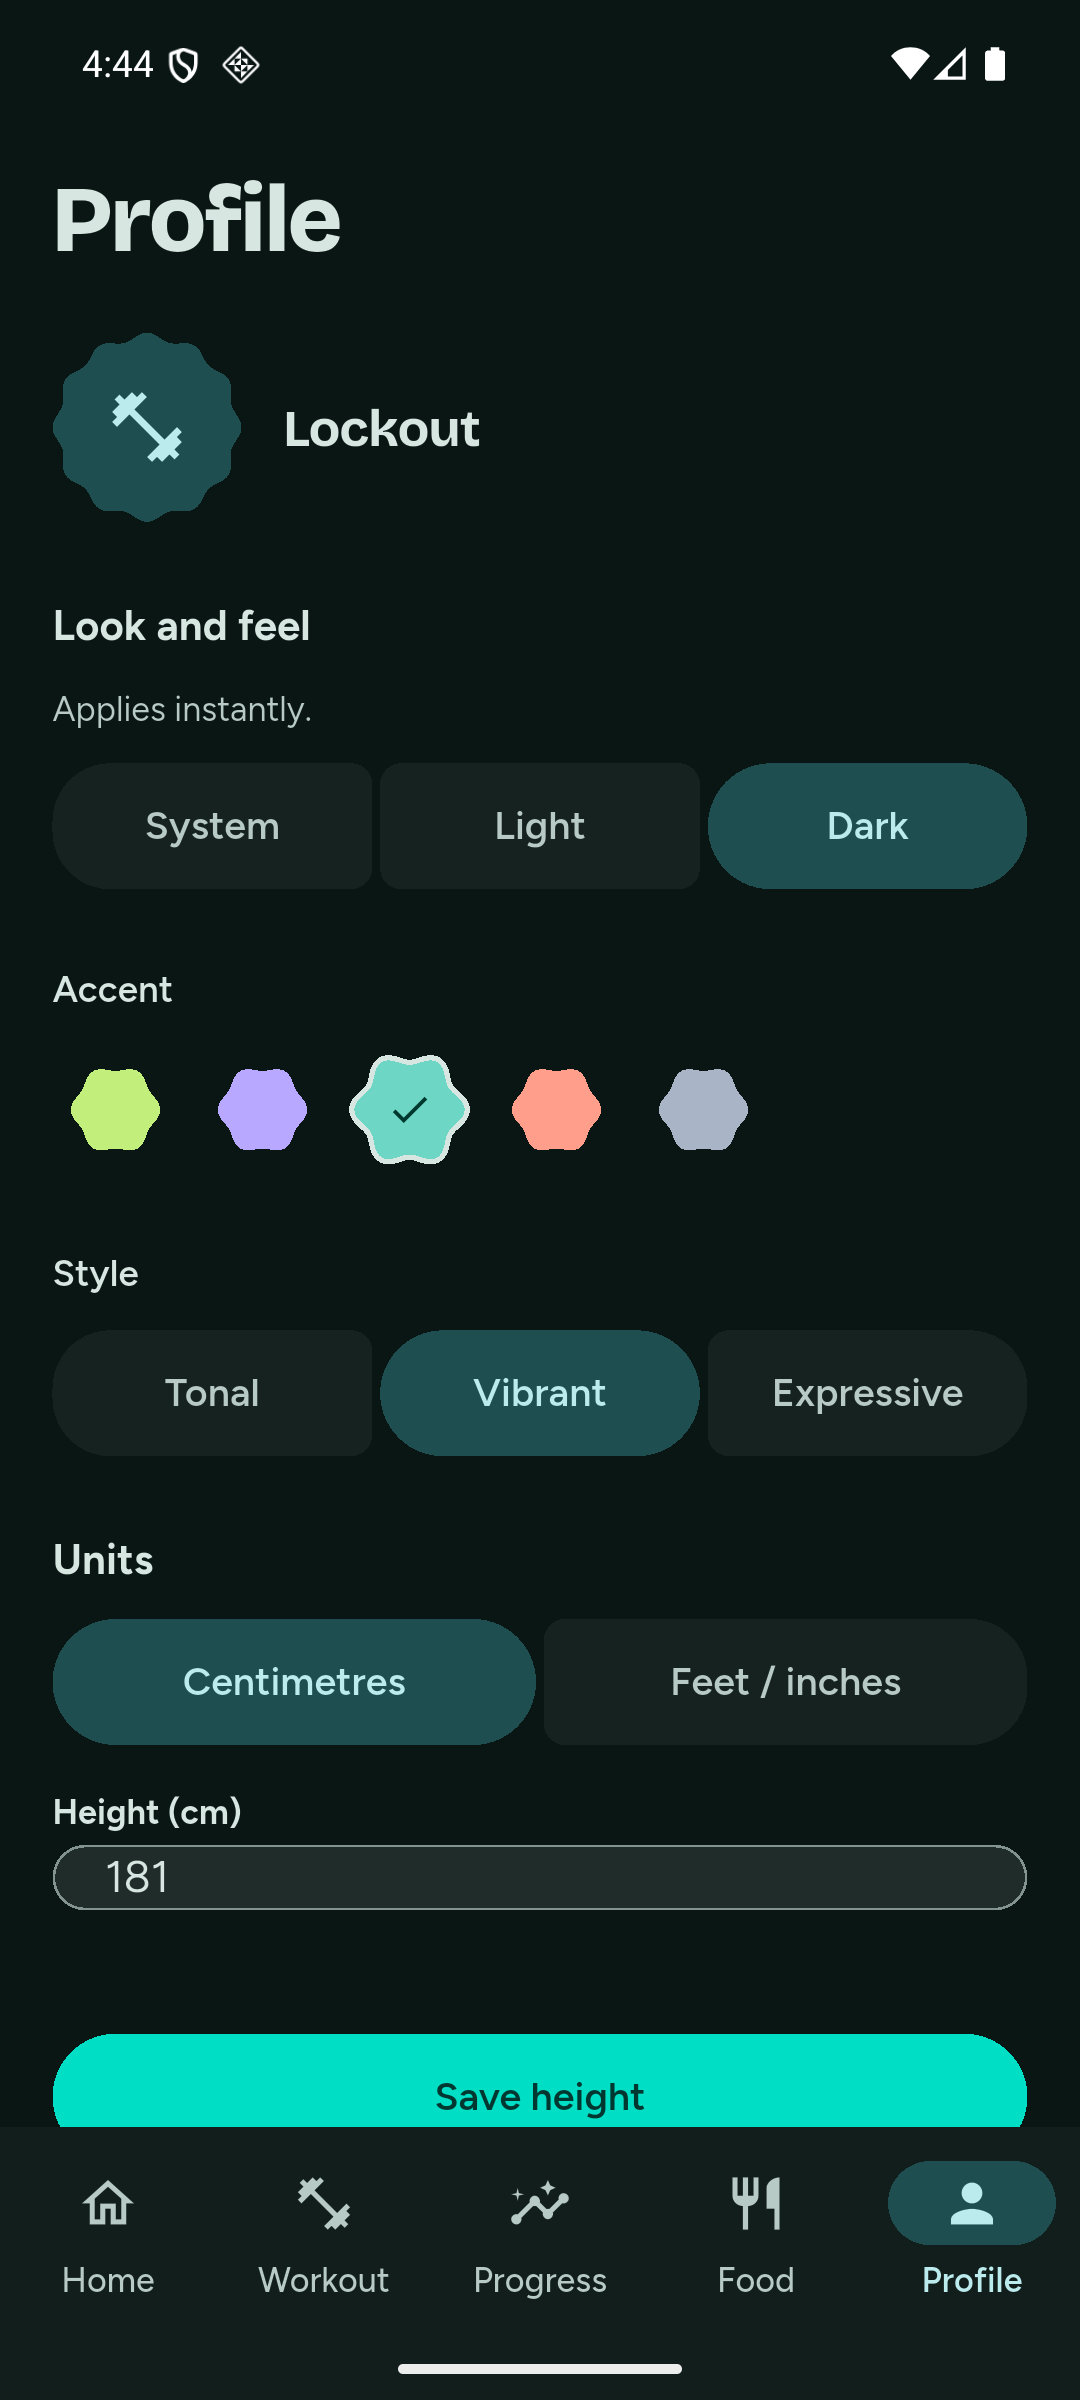 4:44
Profile
Lockout
Look and feel
Applies instantly.
System Light Dark
Accent
Style
Tonal Vibrant Expressive
Units
Centimetres Feet / inches
Height (cm)
181
Save height
Home Workout Progress Food Profile